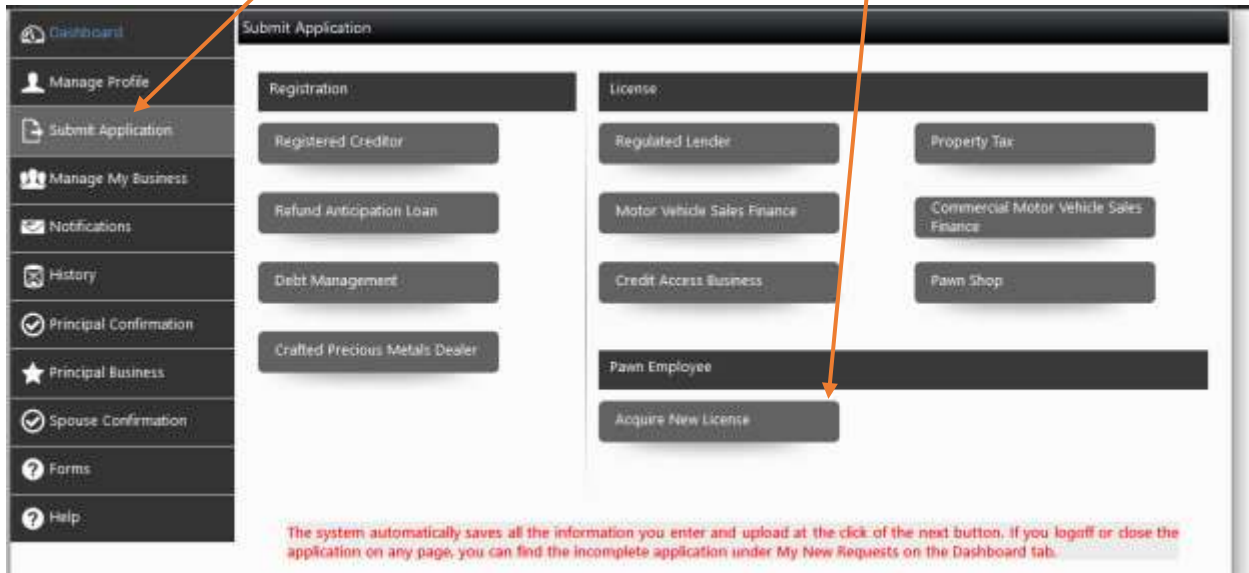 Dashboard
Manage Profile
Submit Application
Manage My Business
Notifications
History
Principal Confirmation
Principal Business
Spouse Confirmation
Forms
Help
Submit Application
Registration
Registered Creditor
Refund Anticipation Loan
Debt Management
Crafted Precious Metals Dealer
License
Regulated Lender
Property Tax
Motor Vehicle Sales Finance
Commercial Motor Vehicle Sales
Finance
Credit Access Business
Pawn Shop
Pawn Employee
Acquire New License
The system automatically saves all the information you enter and upload at the click of the next button. If you logoff or close the
application on any page, you can find the incomplete application under My New Requests on the Dashboard tab.